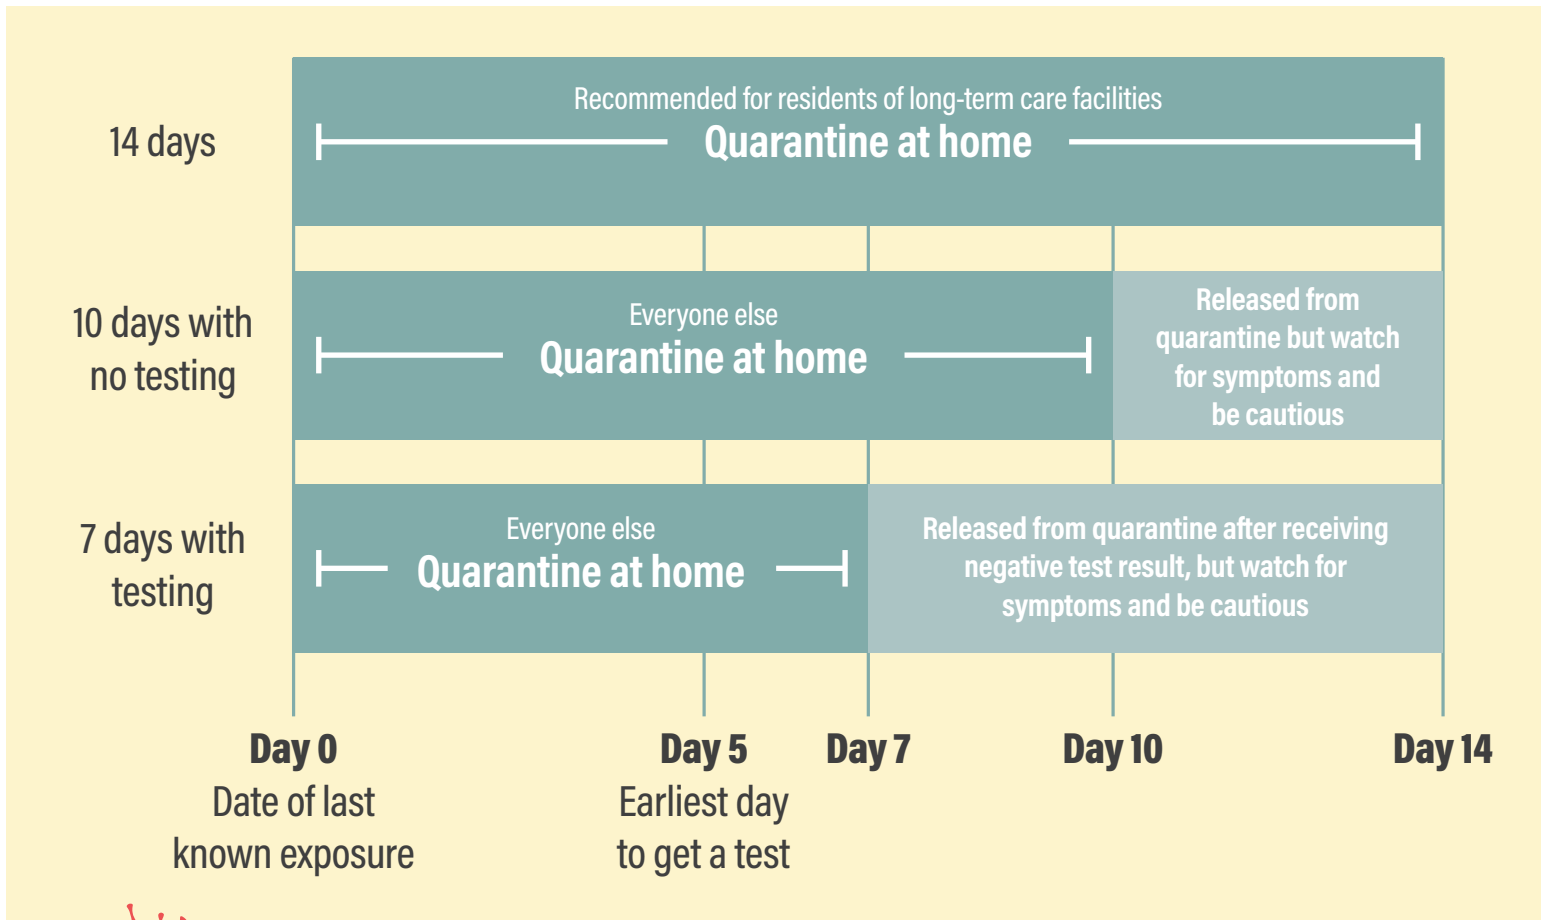 Recommended for residents of long-term care facilities
14 days
Quarantine at home
10 days with
no testing
Everyone else
Quarantine at home
Released from
quarantine but watch
for symptoms and
be cautious
7 days with
testing
Everyone else
Quarantine at home
Released from quarantine after receiving
negative test result, but watch for
symptoms and be cautious
Day 0
Date of last
known exposure
Day 5
Earliest day
to get a test
Day 7
Day 10
Day 14